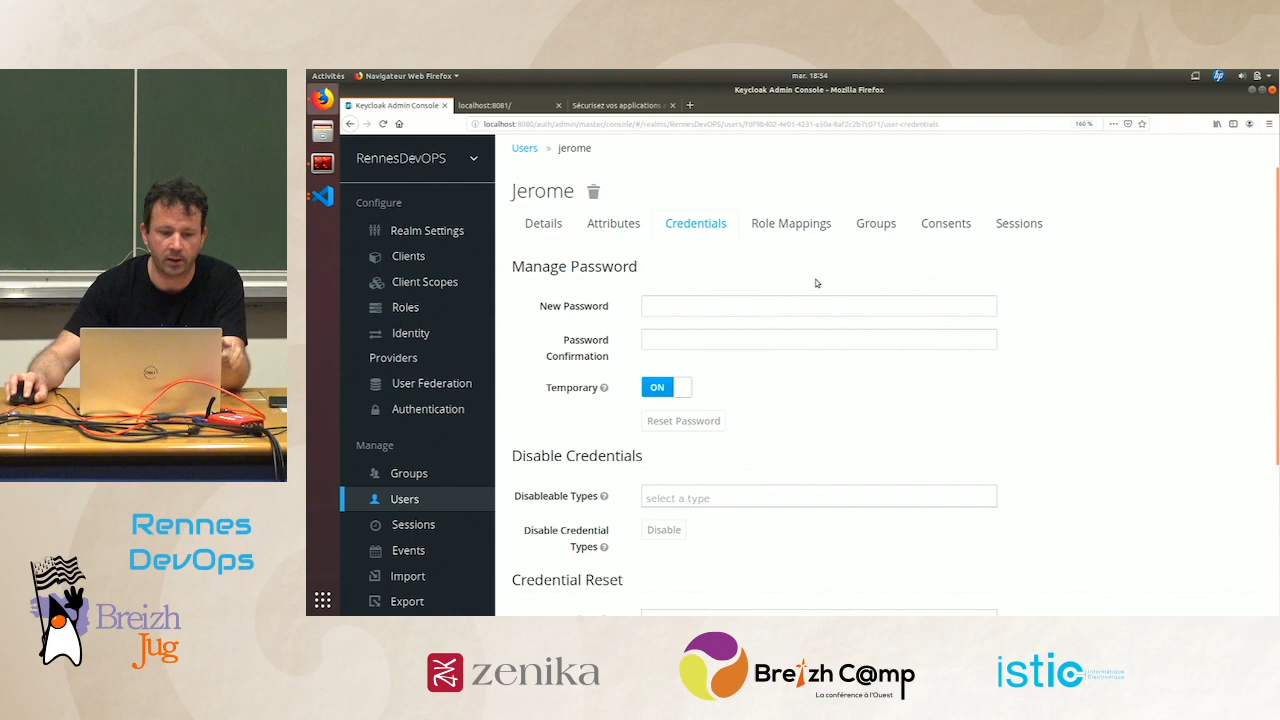 Activités
Navigateur Web Firefox
mar. 18:54
Keycloak Admin Console - Mozilla Firefox
Keycloak Admin Console
localhost:8081/
Sécurisez vos applications a
160 %
RennesDevOPS
Configure
Realm Settings
Clients
Client Scopes
Roles
Identity
Providers
User Federation
Authentication
Manage
Groups
Users
Sessions
Events
Import
Export
Users » jerome
Jerome
Details
Attributes
Credentials
Role Mappings
Groups
Consents
Sessions
Manage Password
New Password
Password
Confirmation
Temporary
ON
Reset Password
Disable Credentials
Disableable Types
select a type
Disable Credential
Types
Disable
Credential Reset
DELL
Rennes
DevOps
Breizh
Jug
zenika
Breizh C@mp
La conférence à l'Ouest
istic
Informatique
Électronique